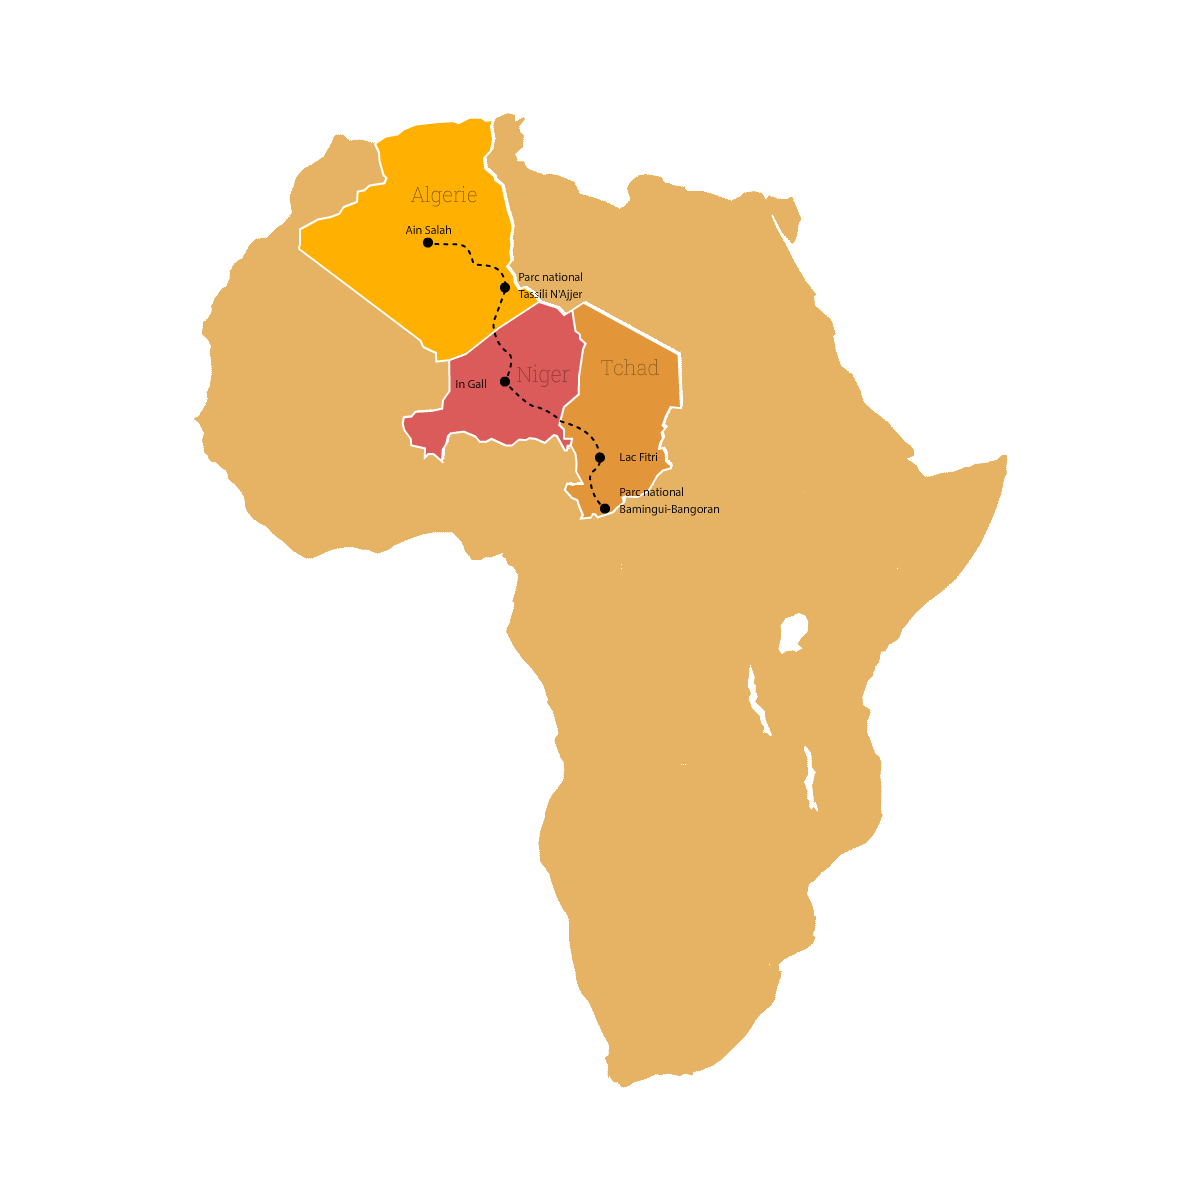 Algerie
Ain Salah
Parc national
Tassili N'Ajjer
Niger
Tchad
In Gall
Lac Fitri
Parc national
Bamingui-Bangoran